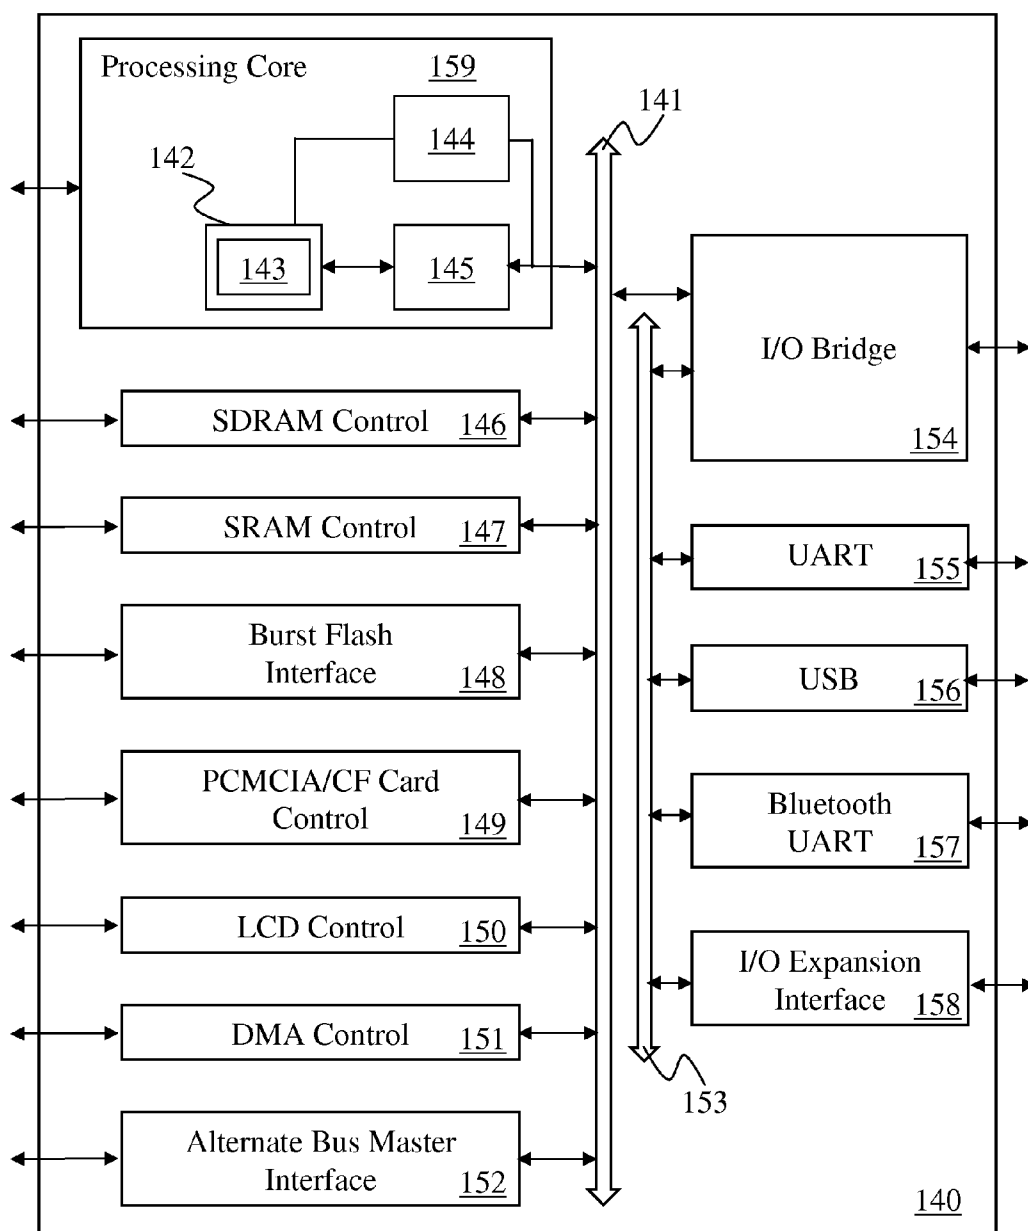 Processing Core
159
144
142
143
145
141
I/O Bridge
154
SDRAM Control
146
SRAM Control
147
UART
155
Burst Flash
Interface
148
USB
156
PCMCIA/CF Card
Control
149
Bluetooth
UART
157
LCD Control
150
I/O Expansion
Interface
158
DMA Control
151
153
Alternate Bus Master
Interface
152
140